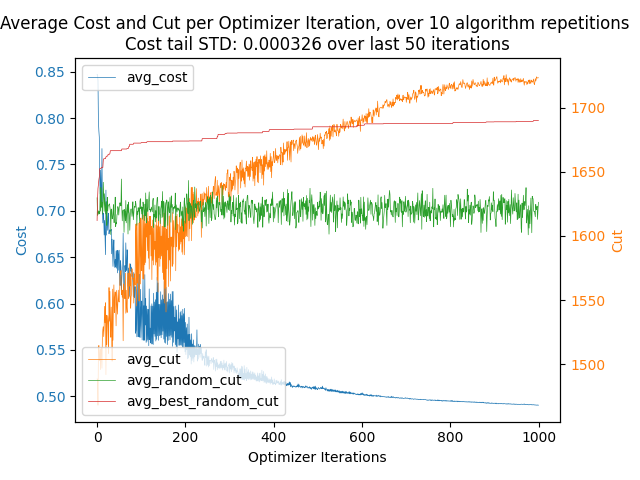 Average Cost and Cut per Optimizer Iteration, over 10 algorithm repetitions
Cost tail STD: 0.000326 over last 50 iterations
avg_cost
0.85
0.80
0.75
0.70
0.65
0.60
0.55
0.50
Cost
1700
1650
1600
1550
1500
Cut
avg_cut
avg_random_cut
avg_best_random_cut
0
200
400
600
800
1000
Optimizer Iterations